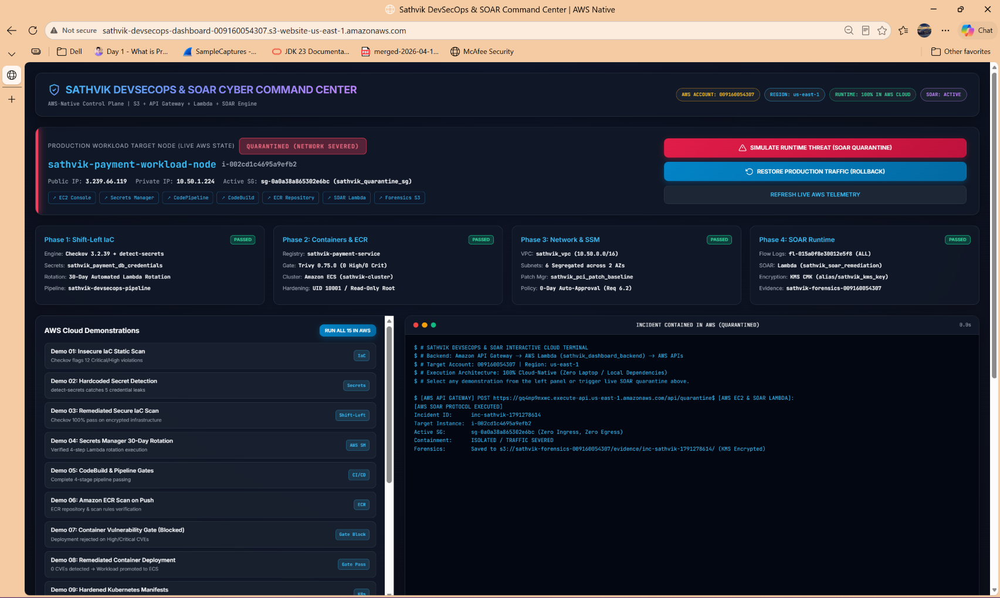 Sathvik DevSecOps & SOAR Command Center | AWS Native
Not secure sathvik-devsecops-dashboard-009160054307.s3-website-us-east-1.amazonaws.com
Chat
Dell
Day 1 - What is Pr...
SampleCaptures -...
JDK 23 Documenta...
merged-2026-04-1...
McAfee Security
Other favorites
SATHVIK DEVSECOPS & SOAR CYBER COMMAND CENTER
AWS-Native Control Plane | S3 + API Gateway + Lambda + SOAR Engine
AWS ACCOUNT: 009160054307
REGION: us-east-1
RUNTIME: 100% IN AWS CLOUD
SOAR: ACTIVE
PRODUCTION WORKLOAD TARGET NODE (LIVE AWS STATE) QUARANTINED (NETWORK SEVERED)
sathvik-payment-workload-node i-002cd1c4695a9efb2
Public IP: 3.239.66.119 Private IP: 10.50.1.224 Active SG: sg-0a0a38a865302e6bc (sathvik_quarantine_sg)
↗ EC2 Console
↗ Secrets Manager
↗ CodePipeline
↗ CodeBuild
↗ ECR Repository
↗ SOAR Lambda
↗ Forensics S3
SIMULATE RUNTIME THREAT (SOAR QUARANTINE)
RESTORE PRODUCTION TRAFFIC (ROLLBACK)
REFRESH LIVE AWS TELEMETRY
Phase 1: Shift-Left IaC PASSED
Engine: Checkov 3.2.39 + detect-secrets
Secrets: sathvik_payment_db_credentials
Rotation: 30-Day Automated Lambda Rotation
Pipeline: sathvik-devsecops-pipeline
Phase 2: Containers & ECR PASSED
Registry: sathvik-payment-service
Gate: Trivy 0.75.0 (0 High/0 Crit)
Cluster: Amazon ECS (sathvik-cluster)
Hardening: UID 10001 / Read-Only Root
Phase 3: Network & SSM PASSED
VPC: sathvik_vpc (10.50.0.0/16)
Subnets: 6 Segregated across 2 AZs
Patch Mgr: sathvik_pci_patch_baseline
Policy: 0-Day Auto-Approval (Req 6.2)
Phase 4: SOAR Runtime PASSED
Flow Logs: fl-015a0f8e30012e5f8 (ALL)
SOAR: Lambda (sathvik_soar_remediation)
Encryption: KMS CMK (alias/sathvik_kms_key)
Evidence: sathvik-forensics-009160054307
AWS Cloud Demonstrations RUN ALL 15 IN AWS
Demo 01: Insecure IaC Static Scan
Checkov flags 12 Critical/High violations
IaC
Demo 02: Hardcoded Secret Detection
detect-secrets catches 5 credential leaks
Secrets
Demo 03: Remediated Secure IaC Scan
Checkov 100% pass on encrypted infrastructure
Shift-Left
Demo 04: Secrets Manager 30-Day Rotation
Verified 4-step Lambda rotation execution
AWS SM
Demo 05: CodeBuild & Pipeline Gates
Complete 4-stage pipeline passing
CI/CD
Demo 06: Amazon ECR Scan on Push
ECR repository & scan rules verification
ECR
Demo 07: Container Vulnerability Gate (Blocked)
Deployment rejected on High/Critical CVEs
Gate Block
Demo 08: Remediated Container Deployment
0 CVEs detected → Workload promoted to ECS
Gate Pass
Demo 09: Hardened Kubernetes Manifests
K8s
INCIDENT CONTAINED IN AWS (QUARANTINED)
0.0s
$ # SATHVIK DEVSECOPS & SOAR INTERACTIVE CLOUD TERMINAL
$ # Backend: Amazon API Gateway → AWS Lambda (sathvik_dashboard_backend) → AWS APIs
$ # Target Account: 009160054307 | Region: us-east-1
$ # Execution Architecture: 100% Cloud-Native (Zero Laptop / Local Dependencies)
$ # Select any demonstration from the left panel or trigger live SOAR quarantine above.
$ [AWS API GATEWAY] POST https://gq4mp9mxwc.execute-api.us-east-1.amazonaws.com/api/quarantine$ [AWS EC2 & SOAR LAMBDA]:
[AWS SOAR PROTOCOL EXECUTED]
Incident ID: inc-sathvik-1791278614
Target Instance: i-002cd1c4695a9efb2
Active SG: sg-0a0a38a865302e6bc (Zero Ingress, Zero Egress)
Containment: ISOLATED / TRAFFIC SEVERED
Forensics: Saved to s3://sathvik-forensics-009160054307/evidence/inc-sathvik-1791278614/ (KMS Encrypted)